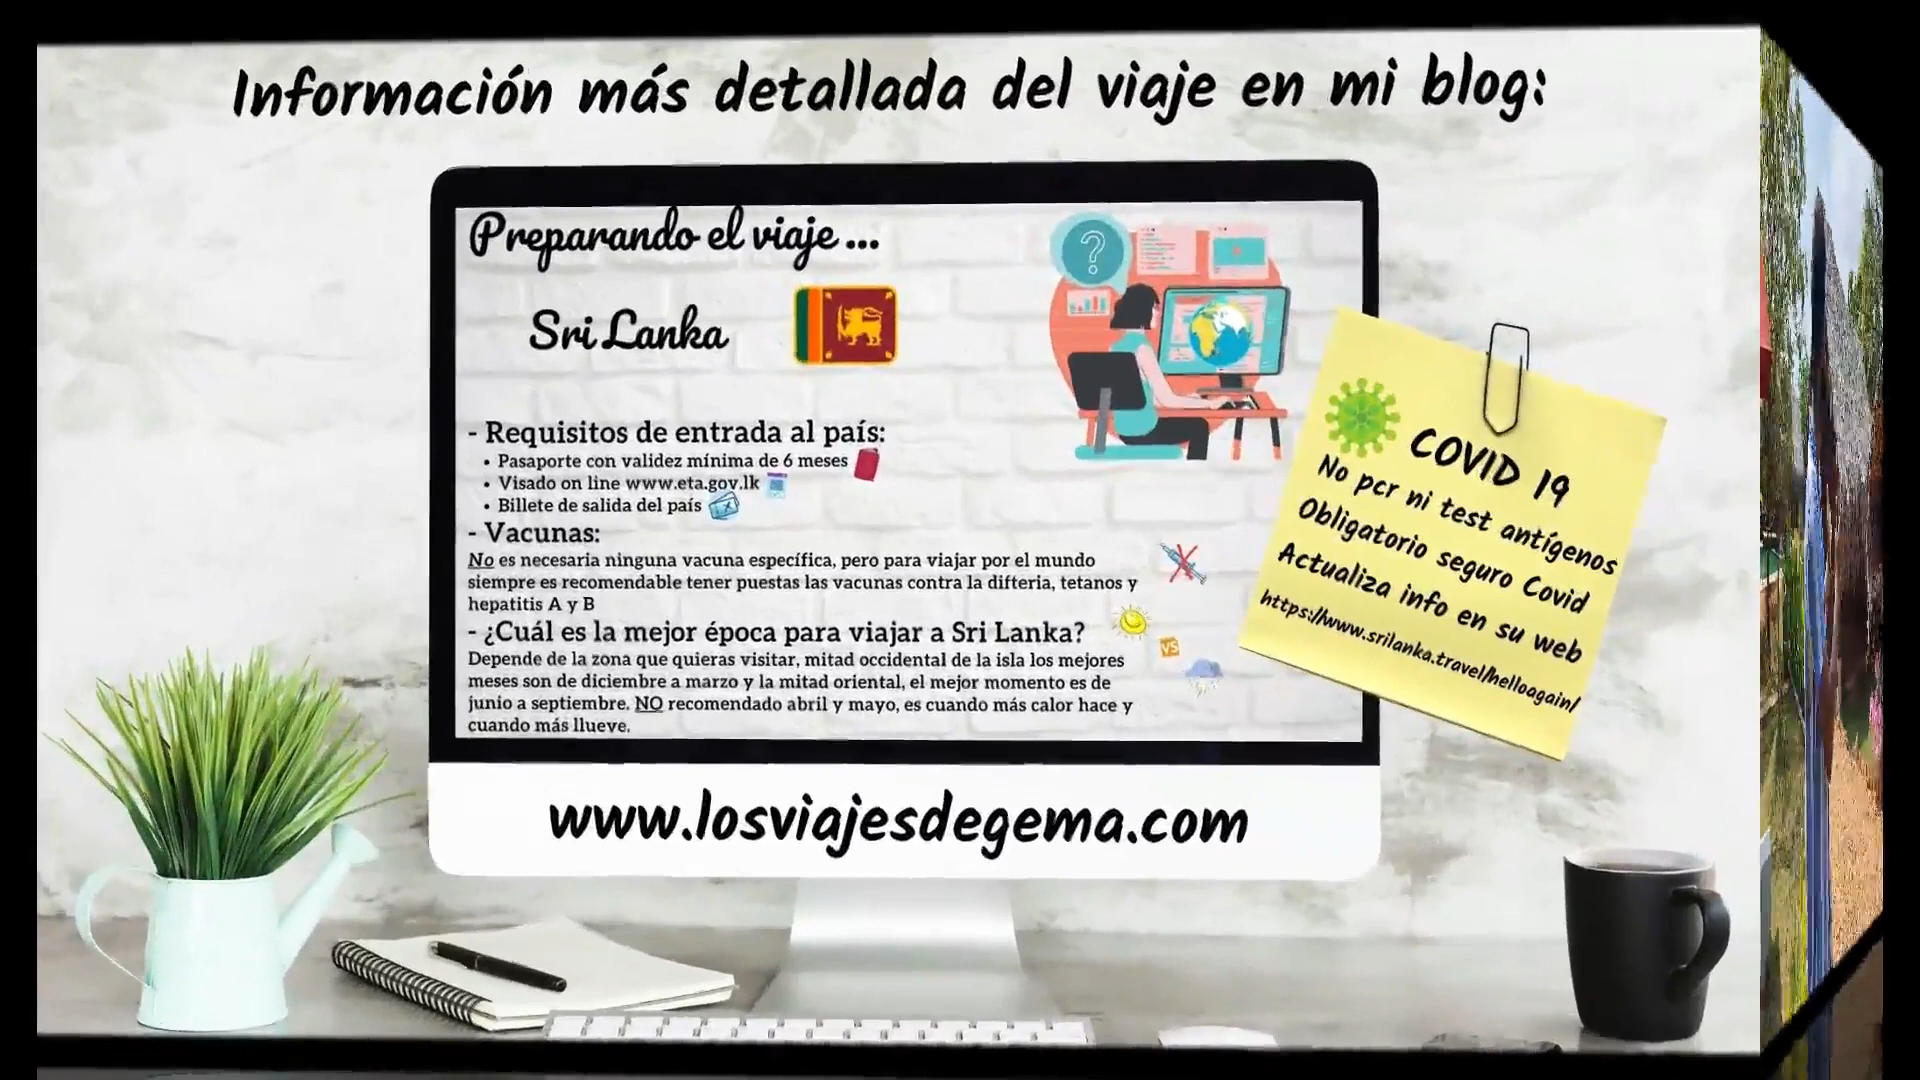 Información más detallada del viaje en mi blog:
Preparando el viaje ...
Sri Lanka
- Requisitos de entrada al país:
• Pasaporte con validez mínima de 6 meses
• Visado on line www.eta.gov.lk
• Billete de salida del país
- Vacunas:
No es necesaria ninguna vacuna específica, pero para viajar por el mundo
siempre es recomendable tener puestas las vacunas contra la difteria, tetanos y
hepatitis A y B
- ¿Cuál es la mejor época para viajar a Sri Lanka?
VS
Depende de la zona que quieras visitar, mitad occidental de la isla los mejores
meses son de diciembre a marzo y la mitad oriental, el mejor momento es de
junio a septiembre. NO recomendado abril y mayo, es cuando más calor hace y
cuando más llueve.
COVID 19
No pcr ni test antígenos
Obligatorio seguro Covid
Actualiza info en su web
https://www.srilanka.travel/helloagain/
www.losviajesdegema.com